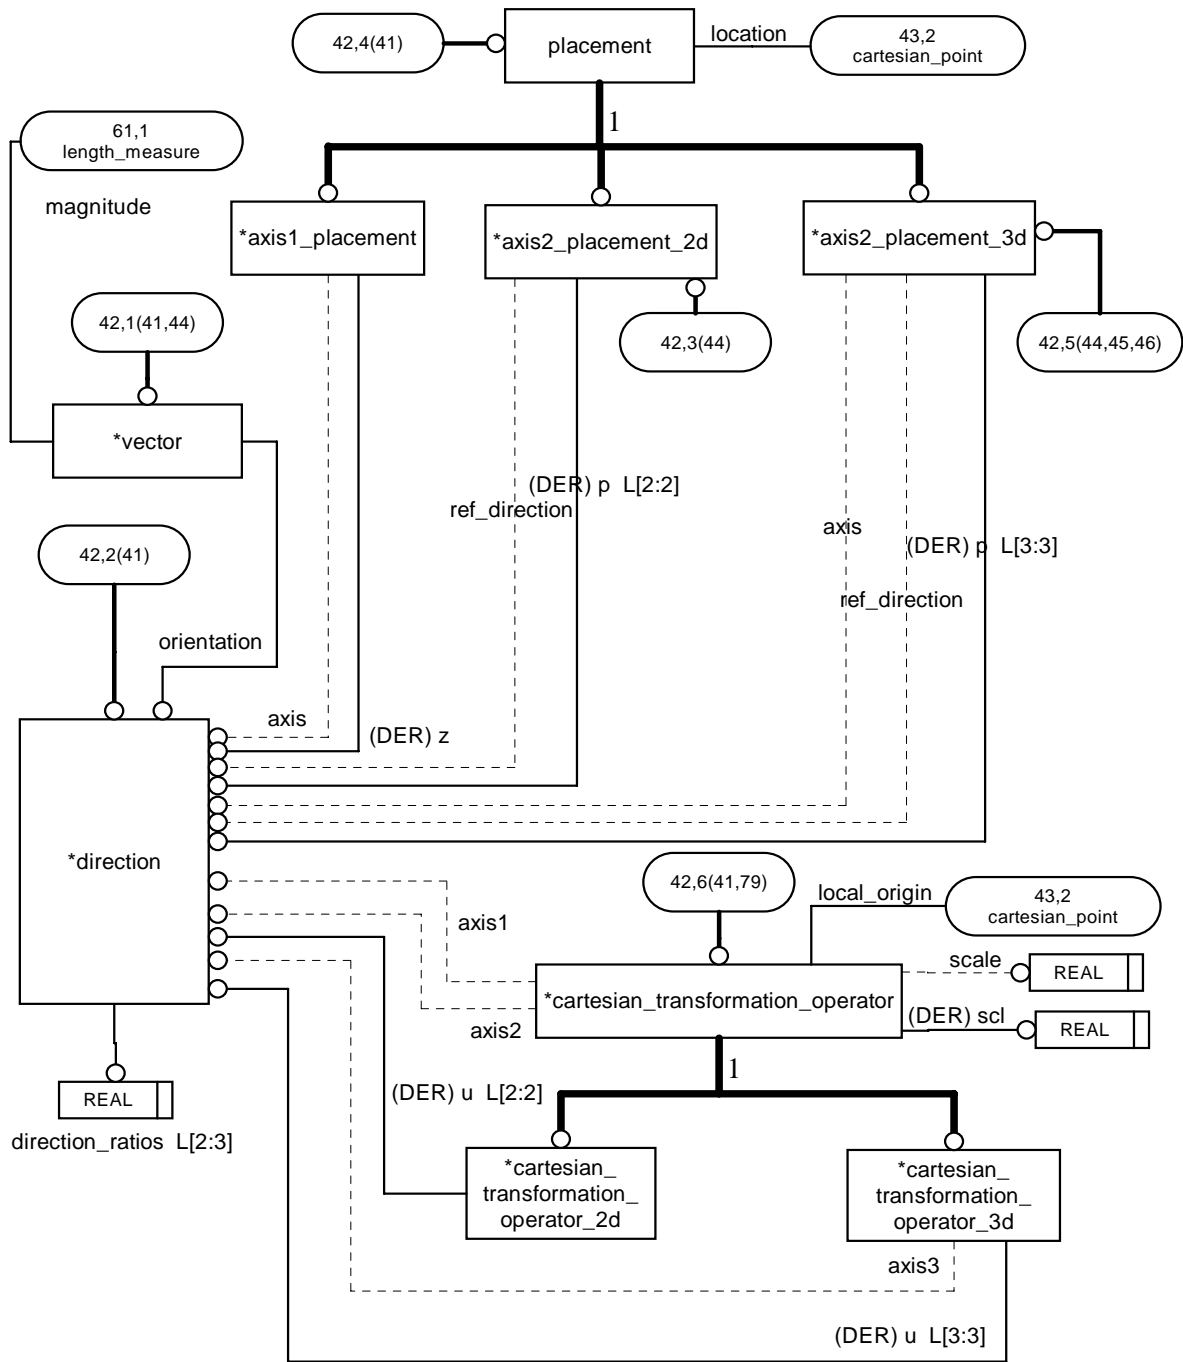 42,4(41)
placement
location
43,2
cartesian_point
1
61,1
length_measure
magnitude
*axis1_placement
*axis2_placement_2d
*axis2_placement_3d
42,1(41,44)
42,3(44)
42,5(44,45,46)
*vector
(DER) p L[2:2]
ref_direction
axis
(DER) p L[3:3]
42,2(41)
ref_direction
orientation
axis
(DER) z
*direction
42,6(41,79)
local_origin
43,2
cartesian_point
axis1
scale
REAL
*cartesian_transformation_operator
(DER) scl
REAL
axis2
1
REAL
(DER) u L[2:2]
direction_ratios L[2:3]
*cartesian_
transformation_
operator_2d
*cartesian_
transformation_
operator_3d
axis3
(DER) u L[3:3]